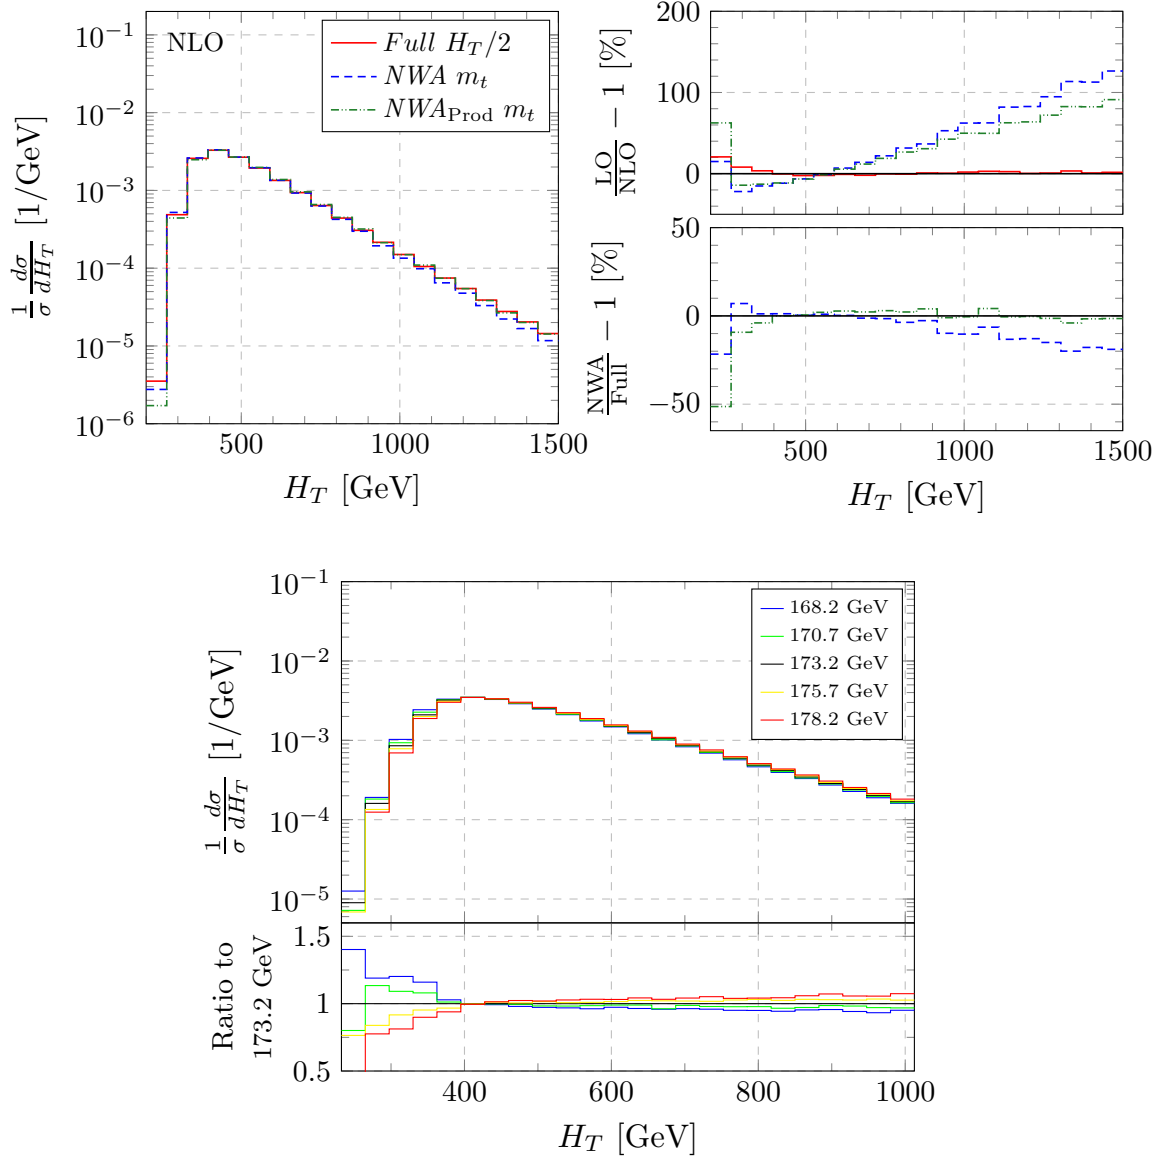 NLO
Full H_T/2
NWA m_t
NWA_Prod m_t
10^−1
10^−2
10^−3
10^−4
10^−5
10^−6
1/σ dσ/dH_T [1/GeV]
500 1000 1500
H_T [GeV]
200
100
0
LO/NLO − 1 [%]
50
0
−50
NWA/Full − 1 [%]
500 1000 1500
H_T [GeV]
168.2 GeV
170.7 GeV
173.2 GeV
175.7 GeV
178.2 GeV
10^−1
10^−2
10^−3
10^−4
10^−5
1/σ dσ/dH_T [1/GeV]
1.5
1
0.5
Ratio to
173.2 GeV
400 600 800 1000
H_T [GeV]